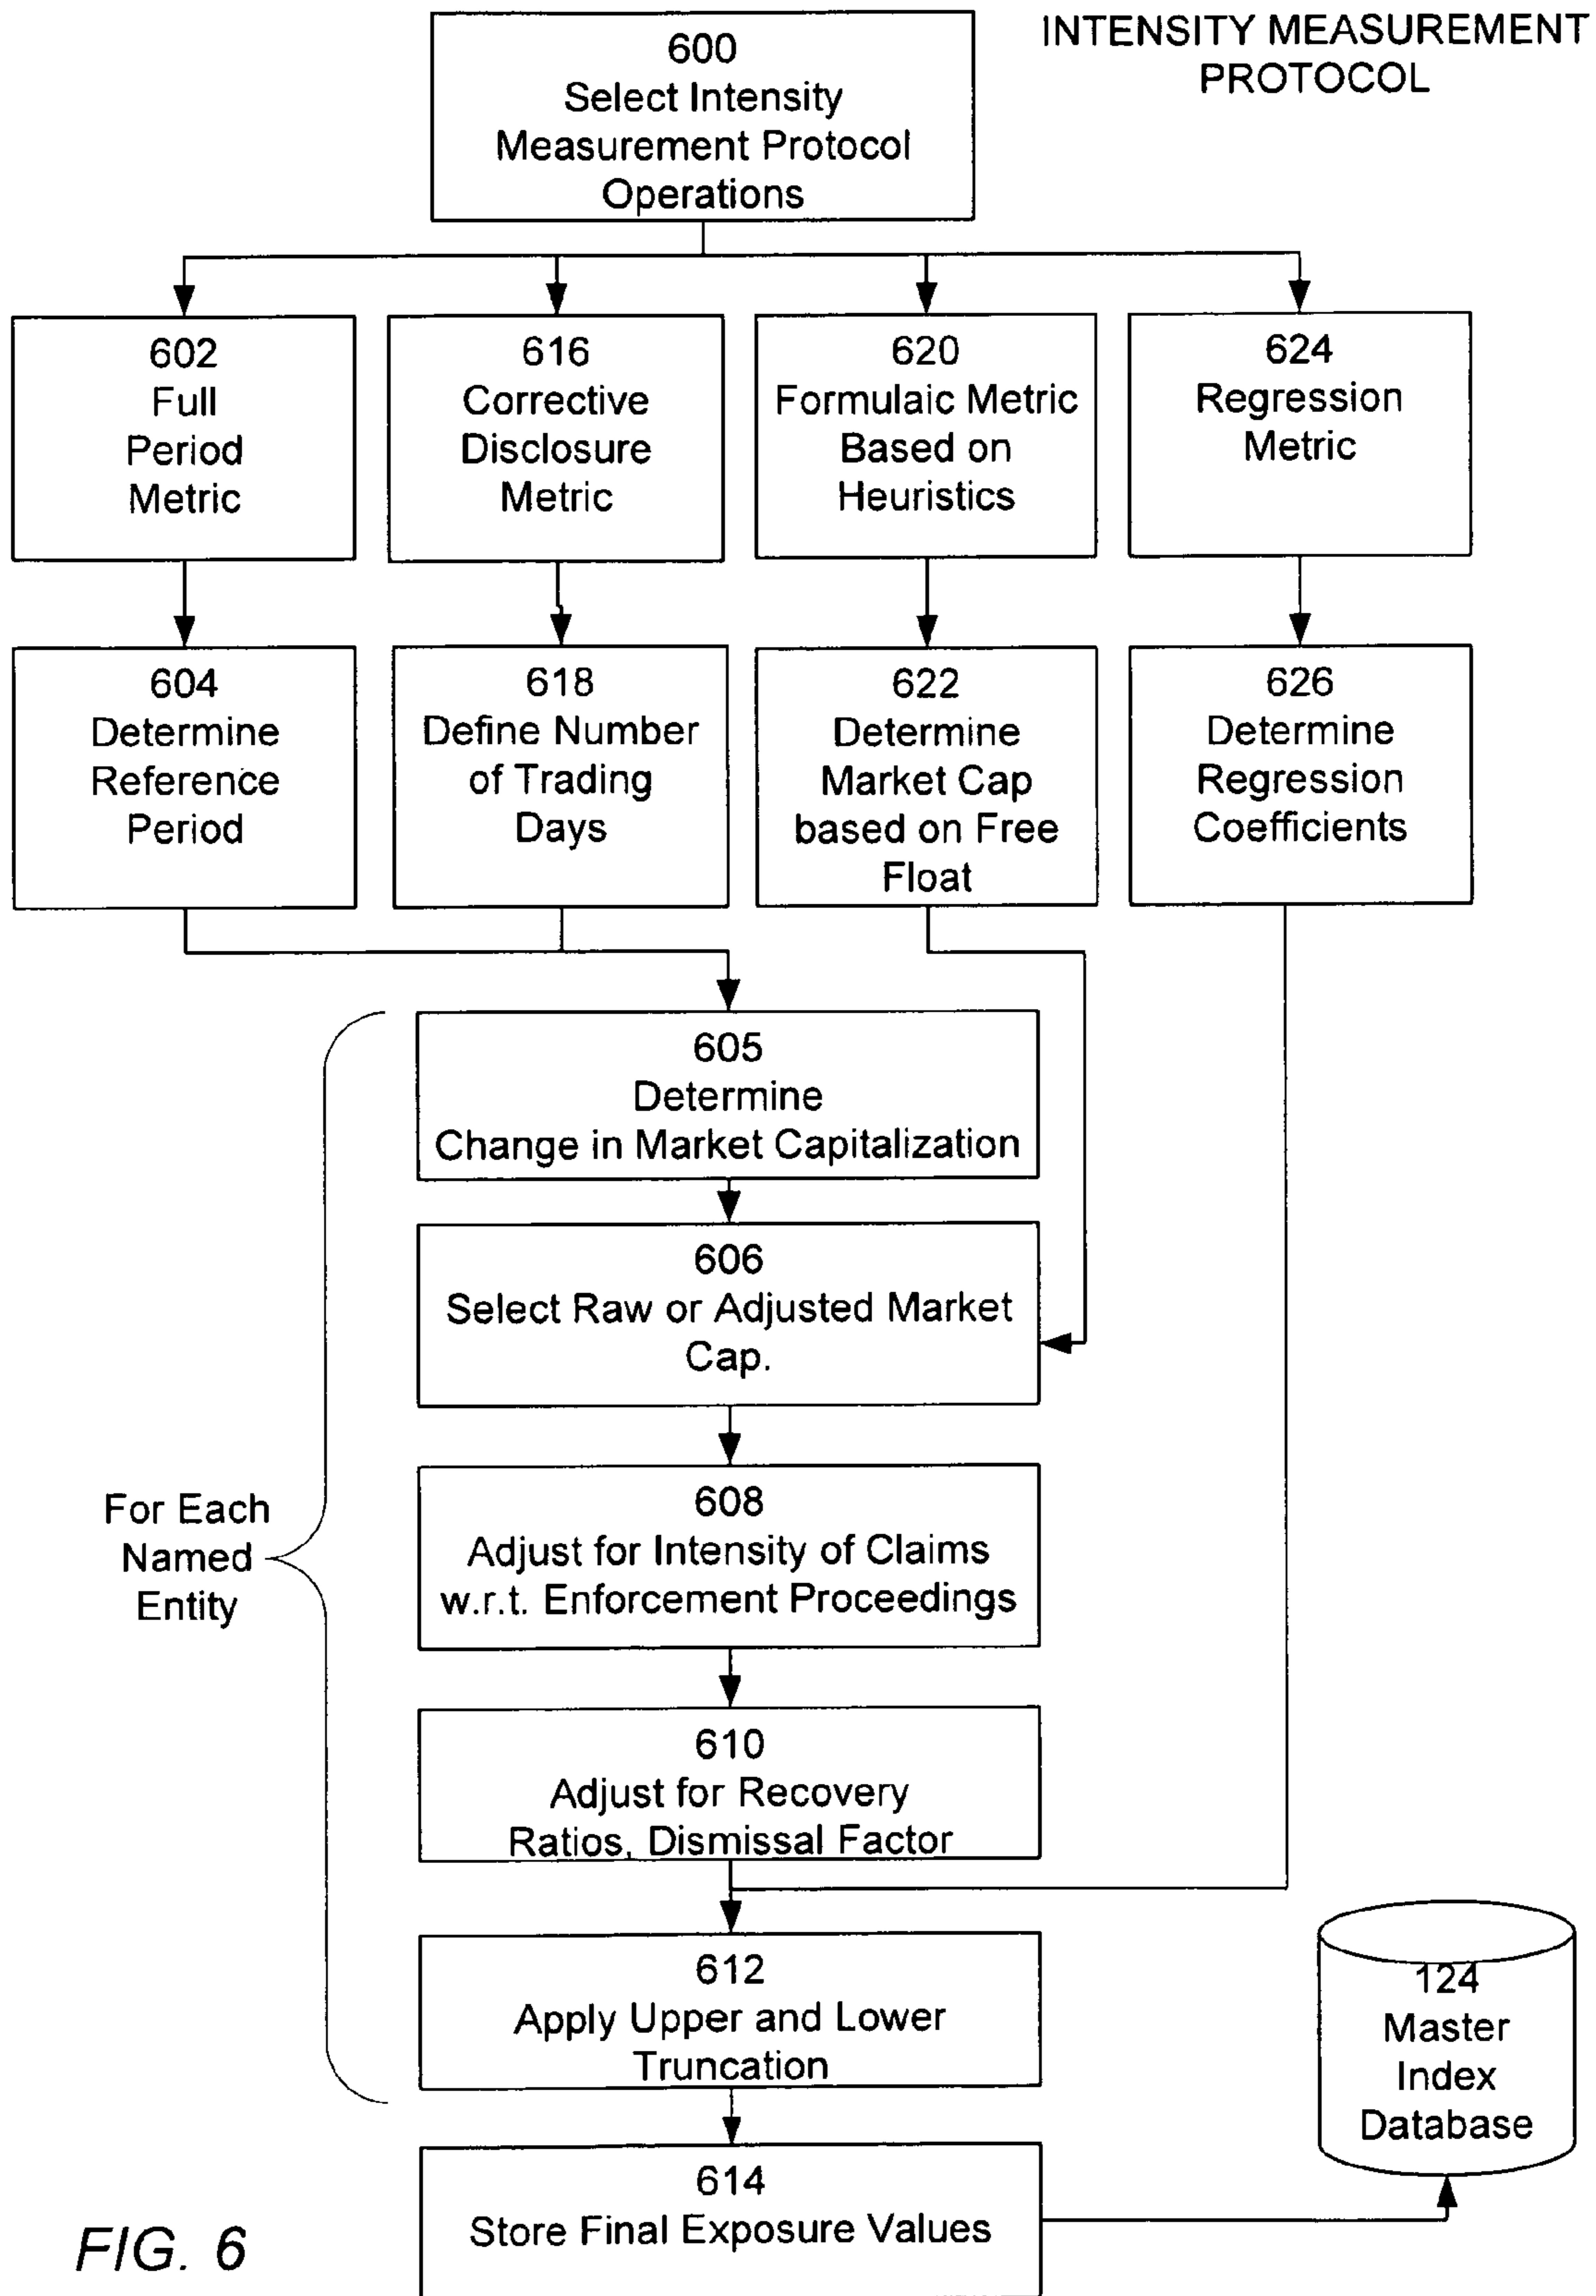 INTENSITY MEASUREMENT
PROTOCOL
600
Select Intensity
Measurement Protocol
Operations
602
Full
Period
Metric
616
Corrective
Disclosure
Metric
620
Formulaic Metric
Based on
Heuristics
624
Regression
Metric
604
Determine
Reference
Period
618
Define Number
of Trading
Days
622
Determine
Market Cap
based on Free
Float
626
Determine
Regression
Coefficients
605
Determine
Change in Market Capitalization
606
Select Raw or Adjusted Market
Cap.
For Each
Named
Entity
608
Adjust for Intensity of Claims
w.r.t. Enforcement Proceedings
610
Adjust for Recovery
Ratios, Dismissal Factor
612
Apply Upper and Lower
Truncation
124
Master
Index
Database
614
Store Final Exposure Values
FIG. 6